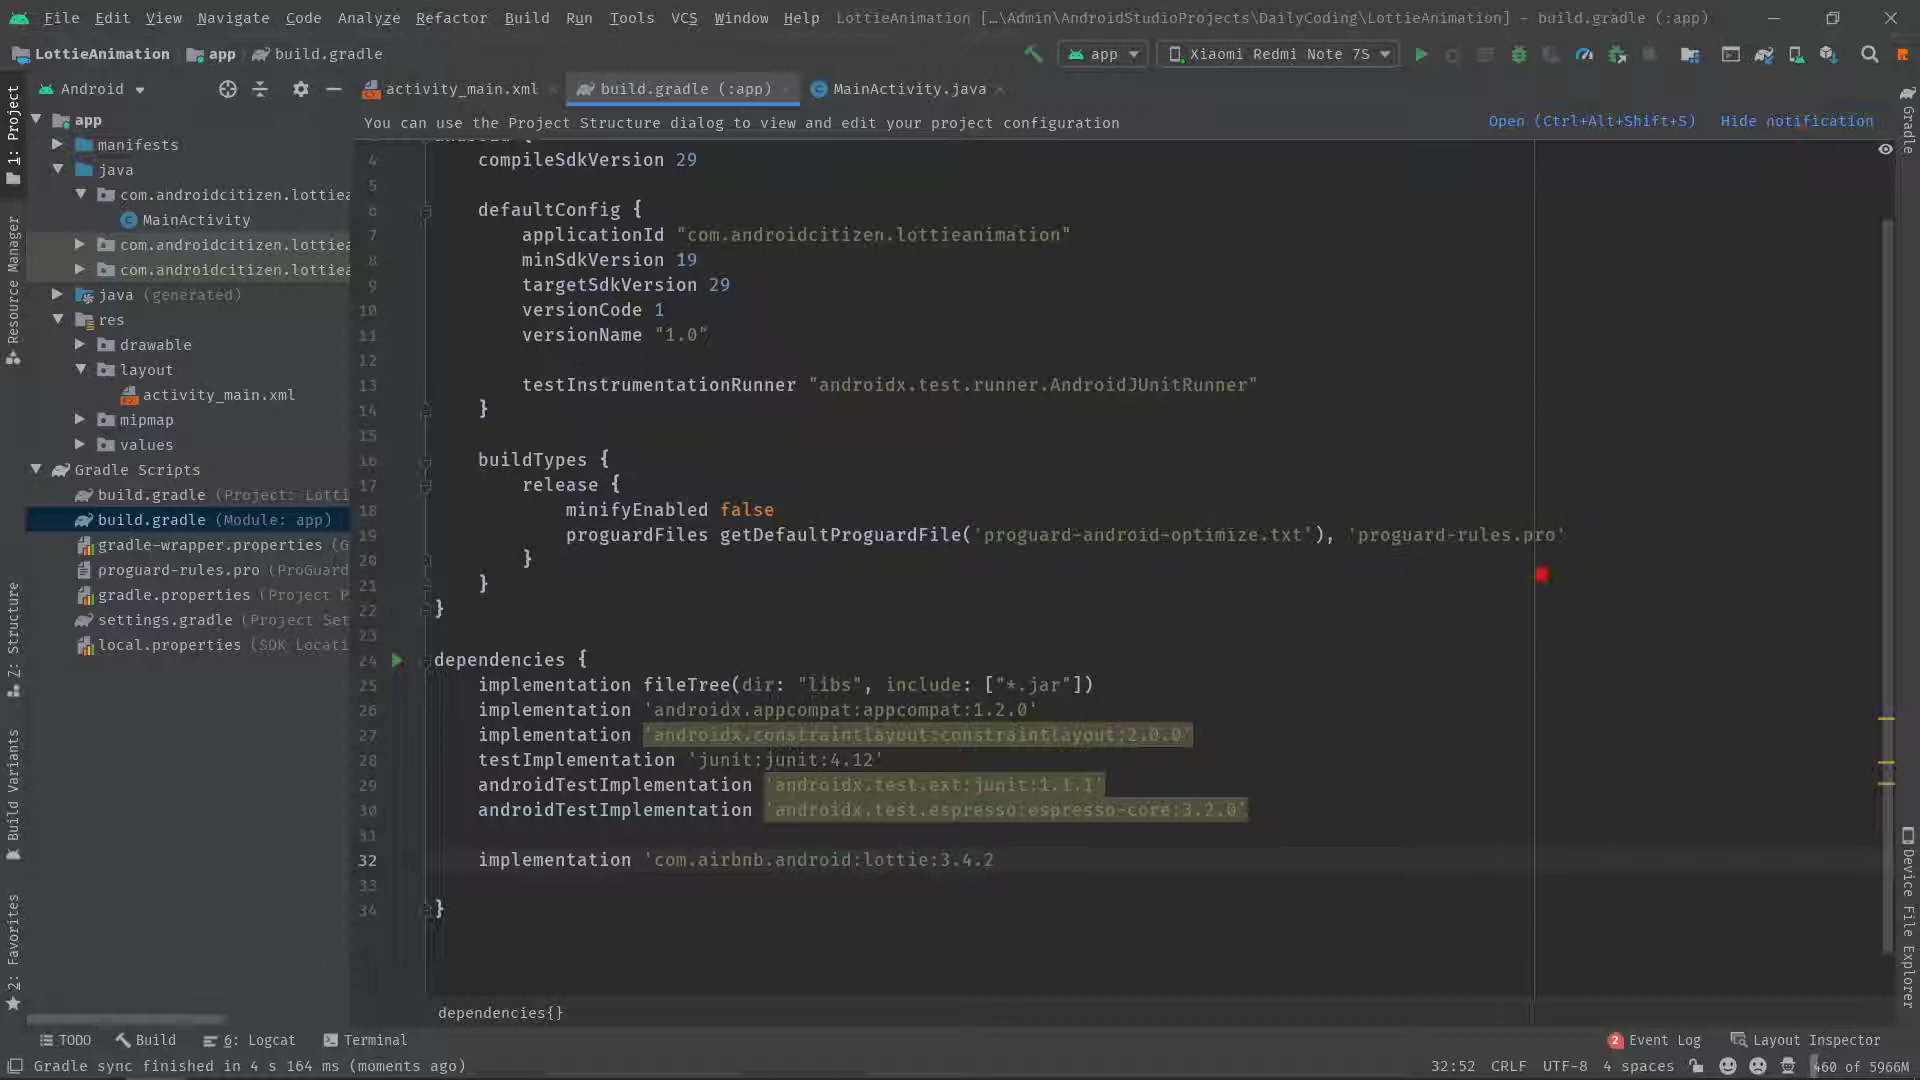 File Edit View Navigate Code Analyze Refactor Build Run Tools VCS Window Help LottieAnimation [...\Admin\AndroidStudioProjects\DailyCoding\LottieAnimation] - build.gradle (:app)
LottieAnimation app build.gradle app Xiaomi Redmi Note 7S
Android activity_main.xml build.gradle (:app) MainActivity.java
You can use the Project Structure dialog to view and edit your project configuration Open (Ctrl+Alt+Shift+S) Hide notification
1: Project
Resource Manager
Z: Structure
Build Variants
2: Favorites
app
manifests
java
com.androidcitizen.lottiea
MainActivity
com.androidcitizen.lottiea
com.androidcitizen.lottiea
java (generated)
res
drawable
layout
activity_main.xml
mipmap
values
Gradle Scripts
build.gradle (Project: Lotti
build.gradle (Module: app)
gradle-wrapper.properties (G
proguard-rules.pro (ProGuard
gradle.properties (Project P
settings.gradle (Project Set
local.properties (SDK Locati
4 compileSdkVersion 29
5
6 defaultConfig {
7 applicationId "com.androidcitizen.lottieanimation"
8 minSdkVersion 19
9 targetSdkVersion 29
10 versionCode 1
11 versionName "1.0"
12
13 testInstrumentationRunner "androidx.test.runner.AndroidJUnitRunner"
14 }
15
16 buildTypes {
17 release {
18 minifyEnabled false
19 proguardFiles getDefaultProguardFile('proguard-android-optimize.txt'), 'proguard-rules.pro'
20 }
21 }
22 }
23
24 dependencies {
25 implementation fileTree(dir: "libs", include: ["*.jar"])
26 implementation 'androidx.appcompat:appcompat:1.2.0'
27 implementation 'androidx.constraintlayout:constraintlayout:2.0.0'
28 testImplementation 'junit:junit:4.12'
29 androidTestImplementation 'androidx.test.ext:junit:1.1.1'
30 androidTestImplementation 'androidx.test.espresso:espresso-core:3.2.0'
31
32 implementation 'com.airbnb.android:lottie:3.4.2
33
34 }
dependencies{}
Gradle
Device File Explorer
TODO Build 6: Logcat Terminal 2 Event Log Layout Inspector
Gradle sync finished in 4 s 164 ms (moments ago) 32:52 CRLF UTF-8 4 spaces 460 of 5966M